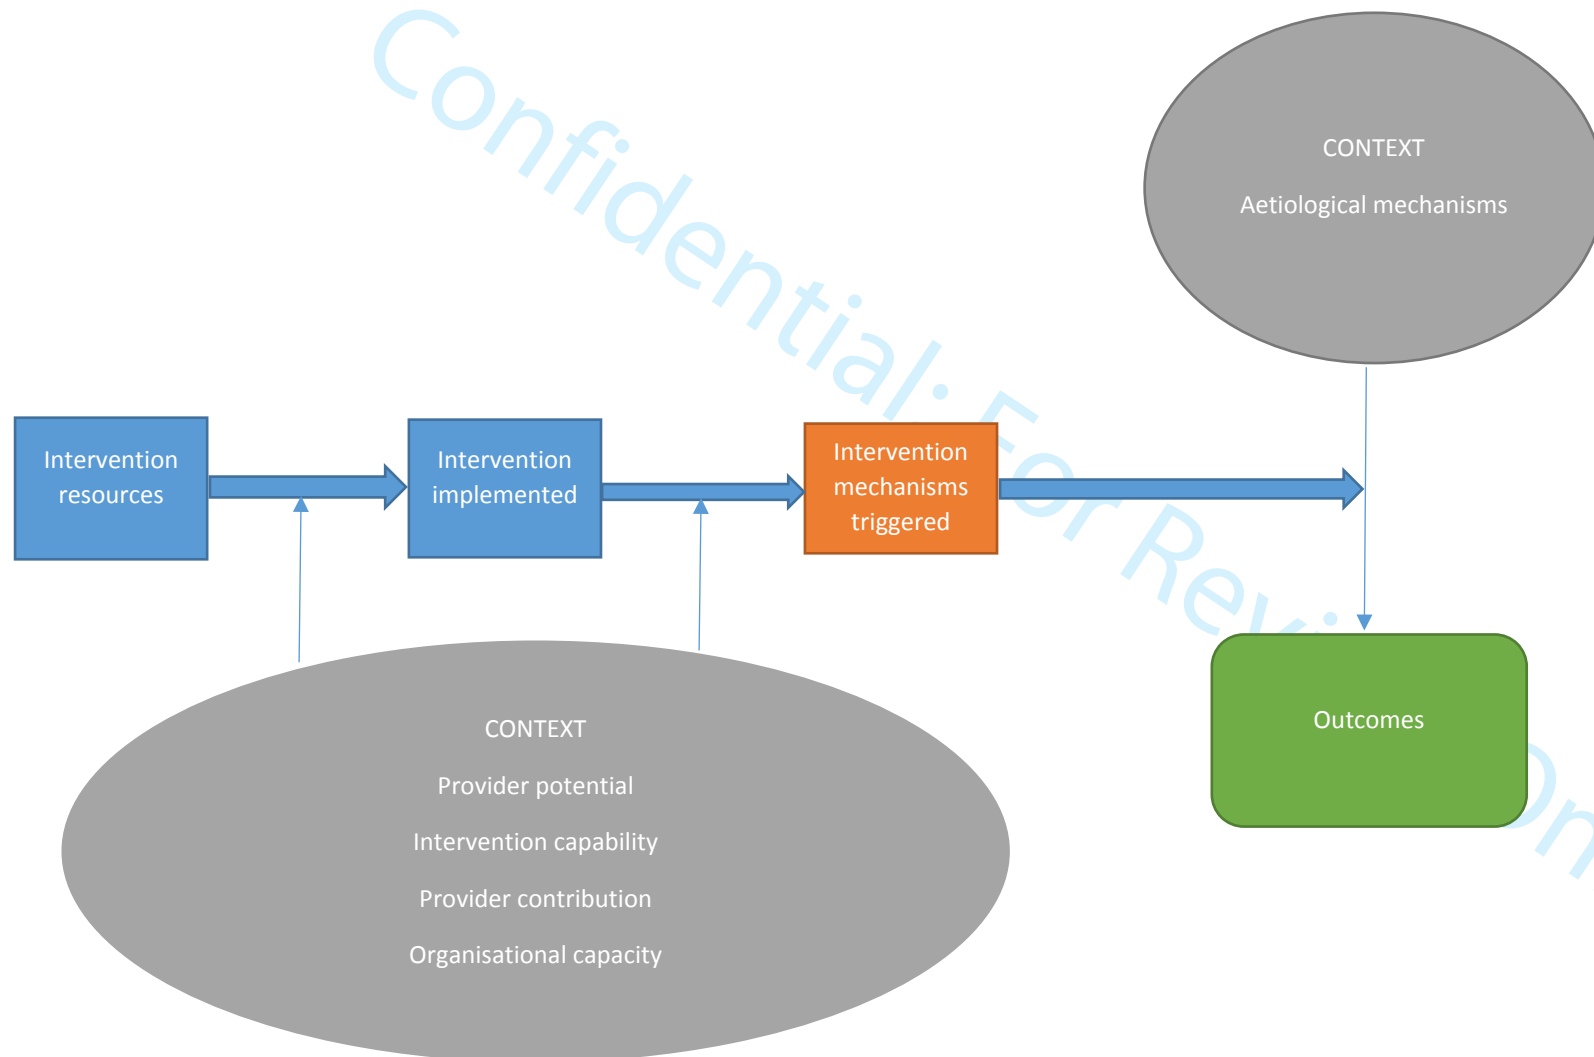 Confidential: For Review On
CONTEXT
Aetiological mechanisms
Intervention
resources
Intervention
implemented
Intervention
mechanisms
triggered
CONTEXT
Provider potential
Intervention capability
Provider contribution
Organisational capacity
Outcomes